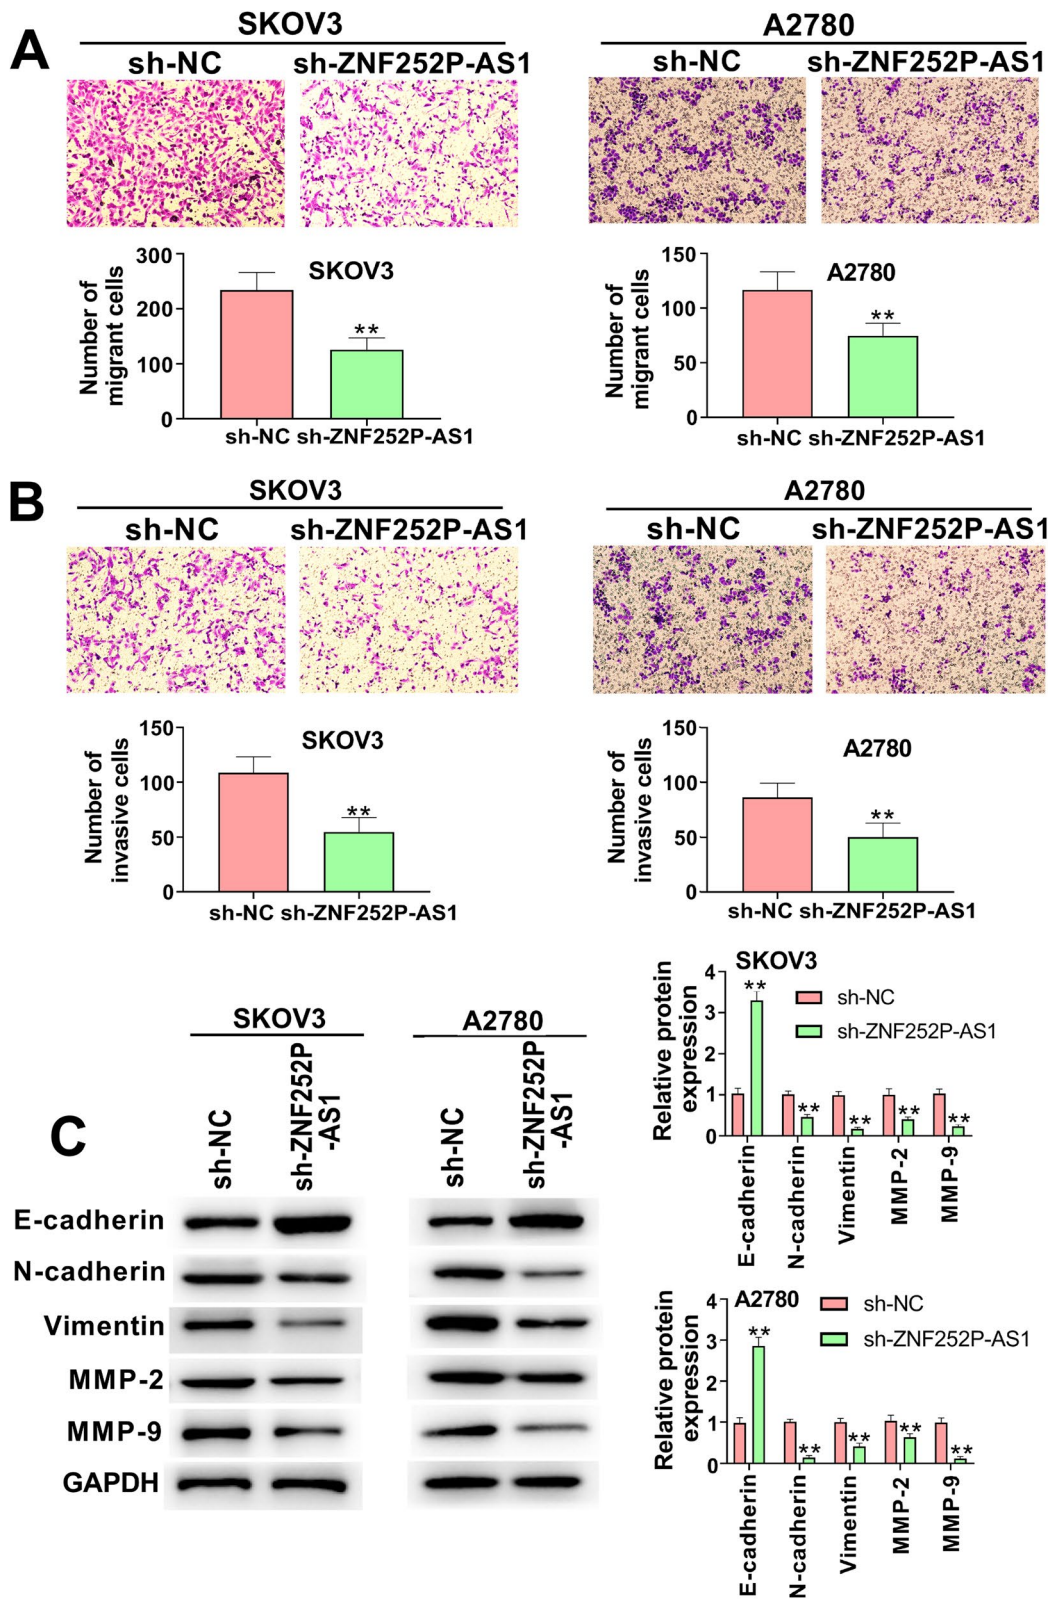 A
SKOV3
sh-NC sh-ZNF252P-AS1
A2780
sh-NC sh-ZNF252P-AS1
Number of
migrant cells
300
200
100
0
SKOV3
**
sh-NC sh-ZNF252P-AS1
Number of
migrant cells
150
100
50
0
A2780
**
sh-NC sh-ZNF252P-AS1
B
SKOV3
sh-NC sh-ZNF252P-AS1
A2780
sh-NC sh-ZNF252P-AS1
Number of
invasive cells
150
100
50
0
SKOV3
**
sh-NC sh-ZNF252P-AS1
Number of
invasive cells
150
100
50
0
A2780
**
sh-NC sh-ZNF252P-AS1
C
SKOV3
sh-NC
sh-ZNF252P
-AS1
A2780
sh-NC
sh-ZNF252P
-AS1
E-cadherin
N-cadherin
Vimentin
MMP-2
MMP-9
GAPDH
Relative protein
expression
4
3
2
1
0
SKOV3
sh-NC
sh-ZNF252P-AS1
** ** ** ** **
E-cadherin
N-cadherin
Vimentin
MMP-2
MMP-9
Relative protein
expression
4
3
2
1
0
A2780
sh-NC
sh-ZNF252P-AS1
** ** ** ** **
E-cadherin
N-cadherin
Vimentin
MMP-2
MMP-9